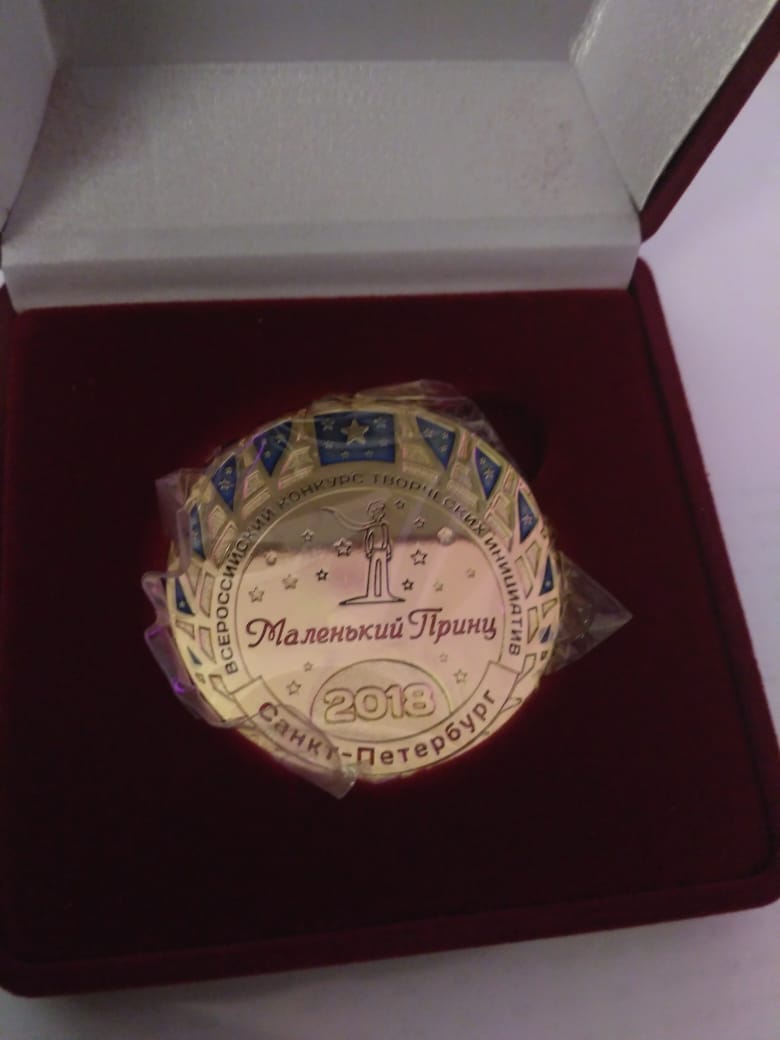 ВСЕРОССИЙСКИЙ КОНКУРС ТВОРЧЕСКИХ ИНИЦИАТИВ
Маленький Принц
2018
Санкт-Петербург